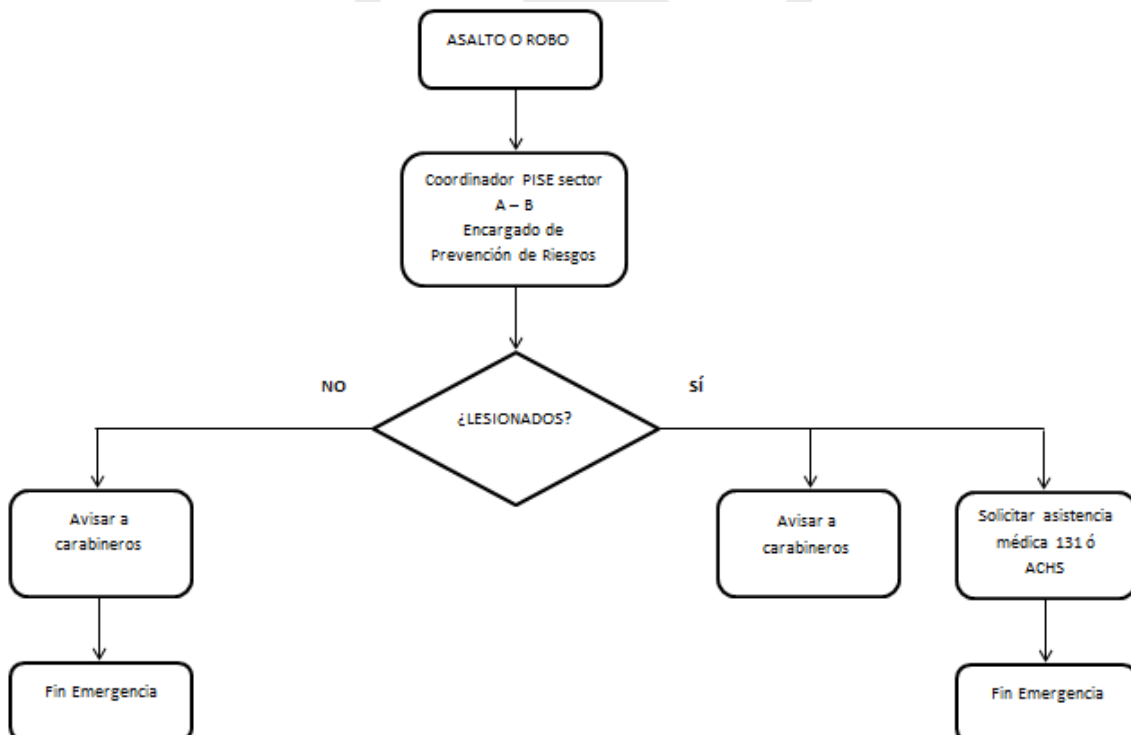 ASALTO O ROBO
Coordinador PISE sector
A – B
Encargado de
Prevención de Riesgos
NO
SÍ
¿LESIONADOS?
Avisar a
carabineros
Avisar a
carabineros
Solicitar asistencia
médica 131 ó
ACHS
Fin Emergencia
Fin Emergencia